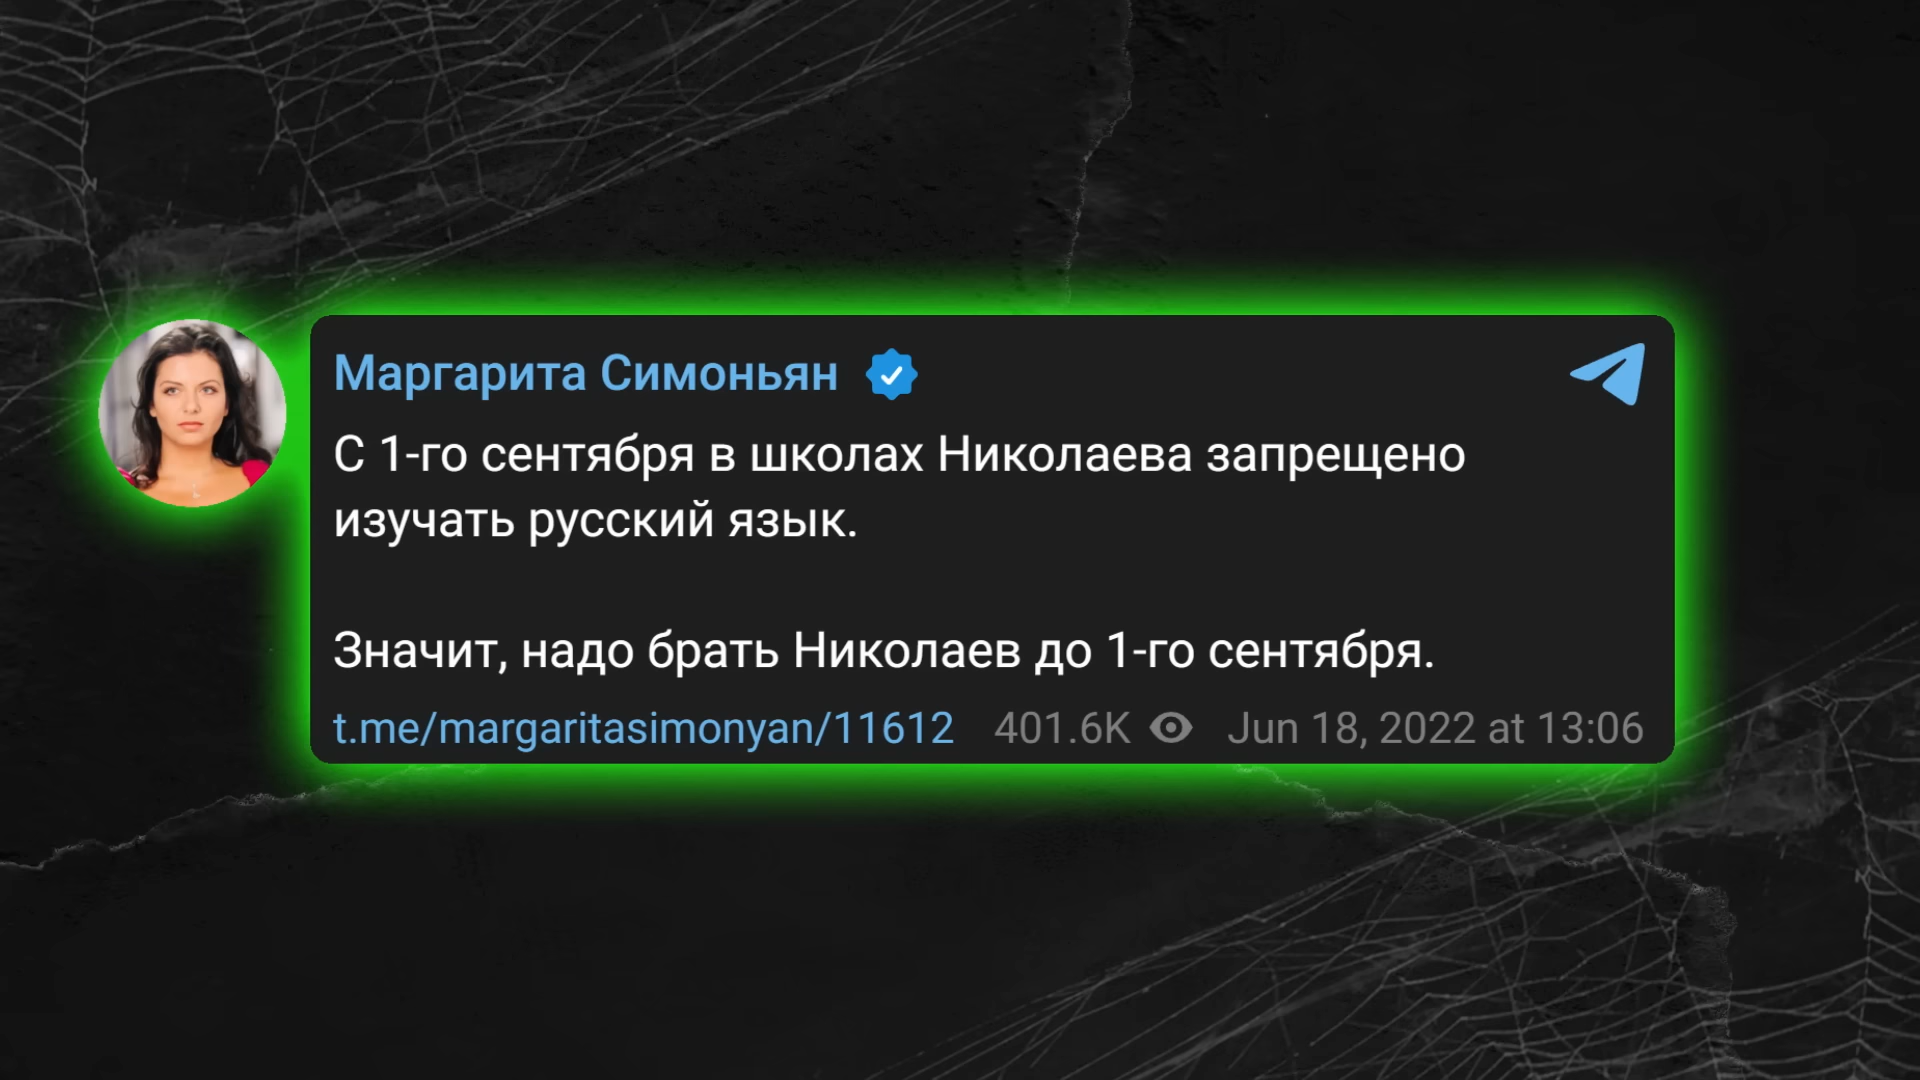 Маргарита Симоньян
С 1-го сентября в школах Николаева запрещено
изучать русский язык.
Значит, надо брать Николаев до 1-го сентября.
t.me/margaritasimonyan/11612 401.6K Jun 18, 2022 at 13:06